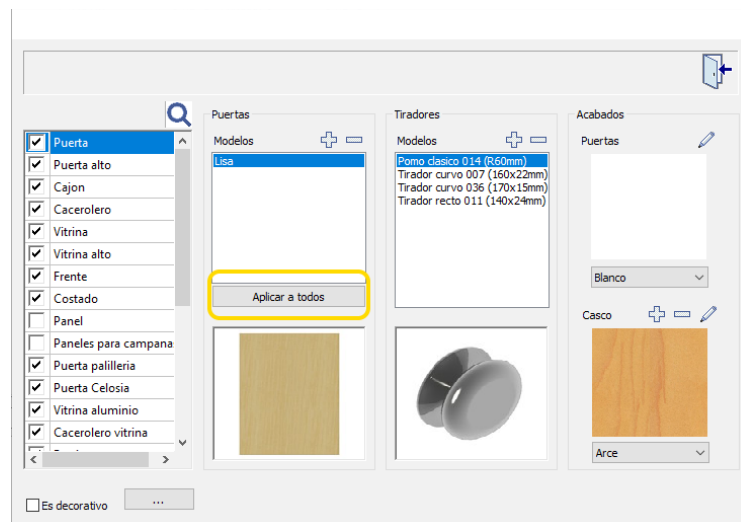 Puerta
Puerta alto
Cajon
Cacerolero
Vitrina
Vitrina alto
Frente
Costado
Panel
Paneles para campana
Puerta palilleria
Puerta Celosia
Vitrina aluminio
Cacerolero vitrina
Es decorativo
...
Puertas
Modelos
Lisa
Aplicar a todos
Tiradores
Modelos
Pomo clasico 014 (R60mm)
Tirador curvo 007 (160x22mm)
Tirador curvo 036 (170x15mm)
Tirador recto 011 (140x24mm)
Acabados
Puertas
Blanco
Casco
Arce